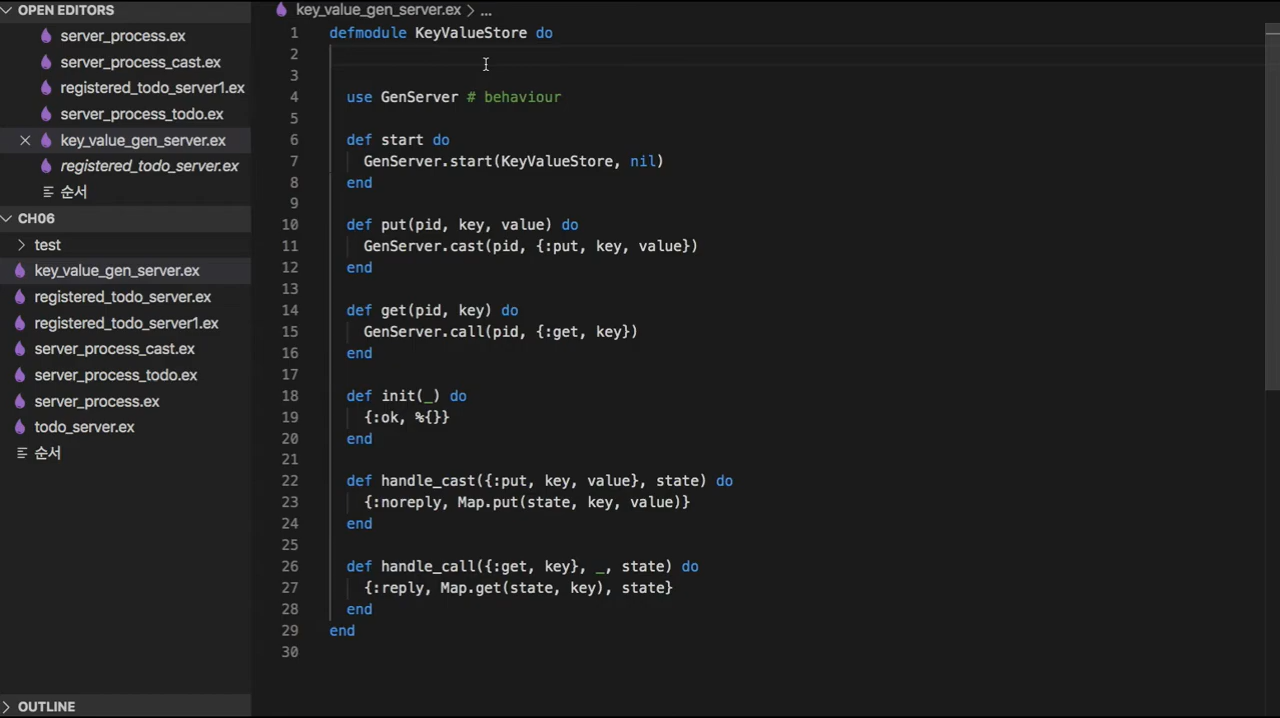 OPEN EDITORS
server_process.ex
server_process_cast.ex
registered_todo_server1.ex
server_process_todo.ex
key_value_gen_server.ex
registered_todo_server.ex
순서
CH06
test
key_value_gen_server.ex
registered_todo_server.ex
registered_todo_server1.ex
server_process_cast.ex
server_process_todo.ex
server_process.ex
todo_server.ex
순서
OUTLINE
key_value_gen_server.ex > ...
1 defmodule KeyValueStore do
2
3
4 use GenServer # behaviour
5
6 def start do
7 GenServer.start(KeyValueStore, nil)
8 end
9
10 def put(pid, key, value) do
11 GenServer.cast(pid, {:put, key, value})
12 end
13
14 def get(pid, key) do
15 GenServer.call(pid, {:get, key})
16 end
17
18 def init(_) do
19 {:ok, %{}}
20 end
21
22 def handle_cast({:put, key, value}, state) do
23 {:noreply, Map.put(state, key, value)}
24 end
25
26 def handle_call({:get, key}, _, state) do
27 {:reply, Map.get(state, key), state}
28 end
29 end
30